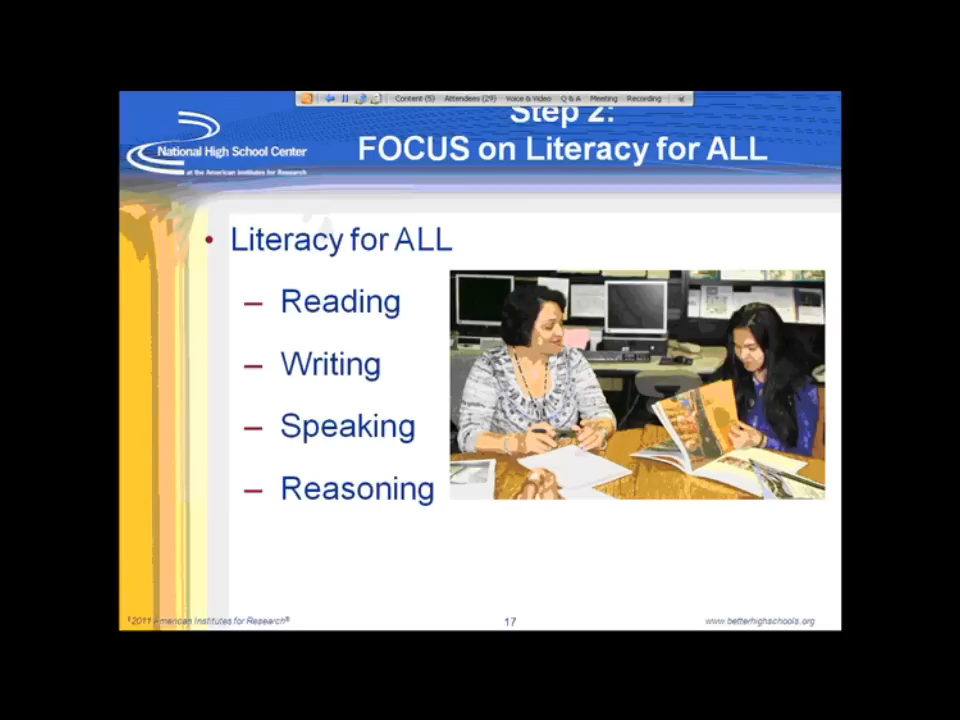 Content (5) Attendees (29) Voice & Video Q & A Meeting Recording
Step 2:
FOCUS on Literacy for ALL
National High School Center
at the American Institutes for Research
• Literacy for ALL
– Reading
– Writing
– Speaking
– Reasoning
2011 American Institutes for Research®
17
www.betterhighschools.org